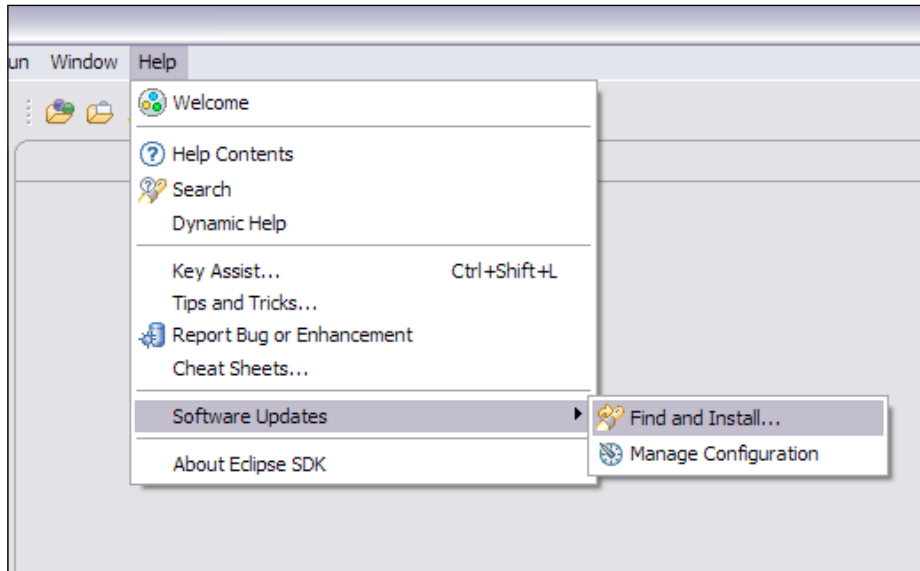 un Window Help
Welcome
Help Contents
Search
Dynamic Help
Key Assist... Ctrl+Shift+L
Tips and Tricks...
Report Bug or Enhancement
Cheat Sheets...
Software Updates Find and Install...
Manage Configuration
About Eclipse SDK